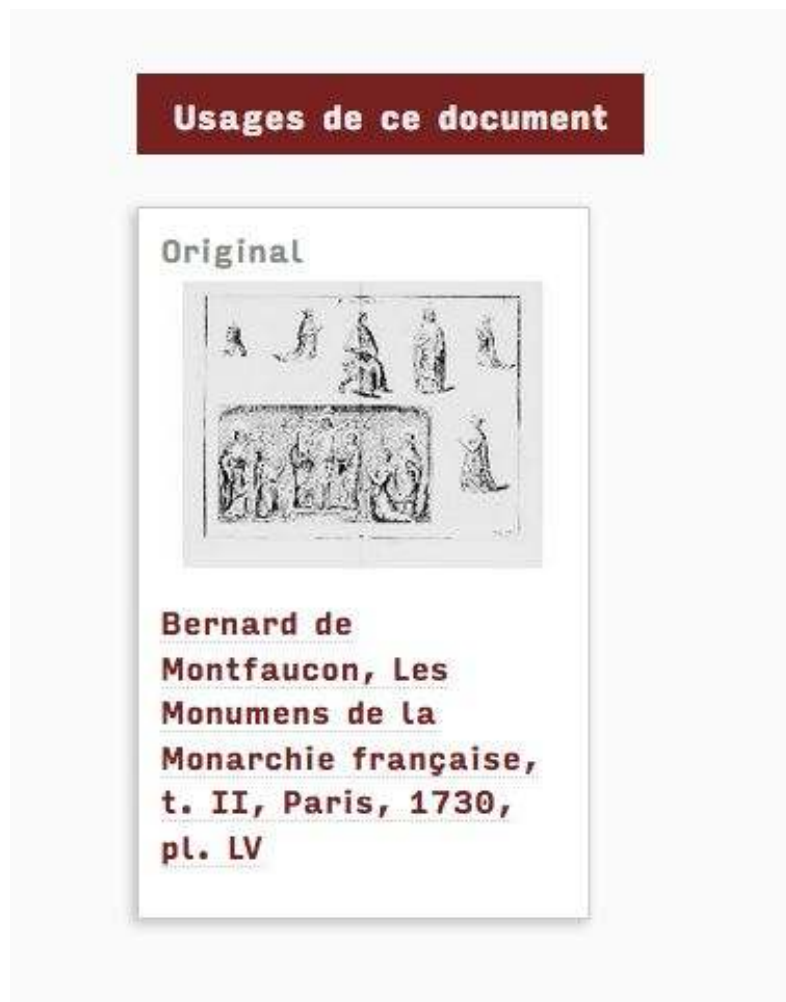 Usages de ce document
Original
Bernard de
Montfaucon, Les
Monumens de la
Monarchie française,
t. II, Paris, 1730,
pl. LV